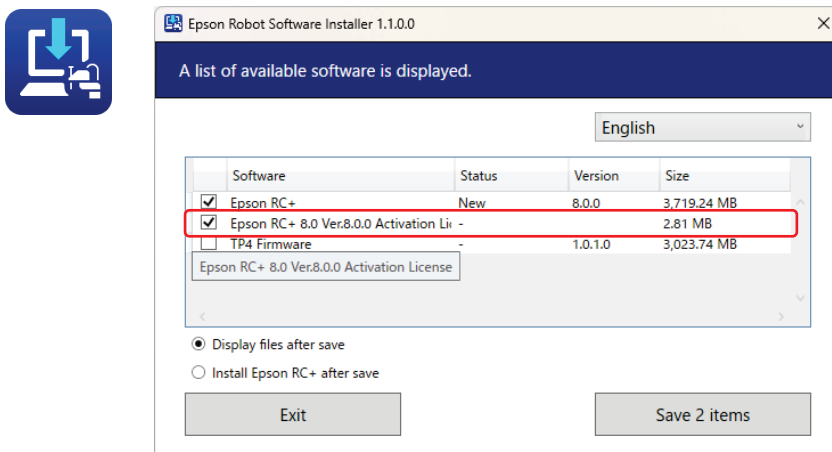 Epson Robot Software Installer 1.1.0.0
A list of available software is displayed.
English
Software Status Version Size
Epson RC+ New 8.0.0 3,719.24 MB
Epson RC+ 8.0 Ver.8.0.0 Activation Li - 2.81 MB
TP4 Firmware - 1.0.1.0 3,023.74 MB
Epson RC+ 8.0 Ver.8.0.0 Activation License
Display files after save
Install Epson RC+ after save
Exit Save 2 items